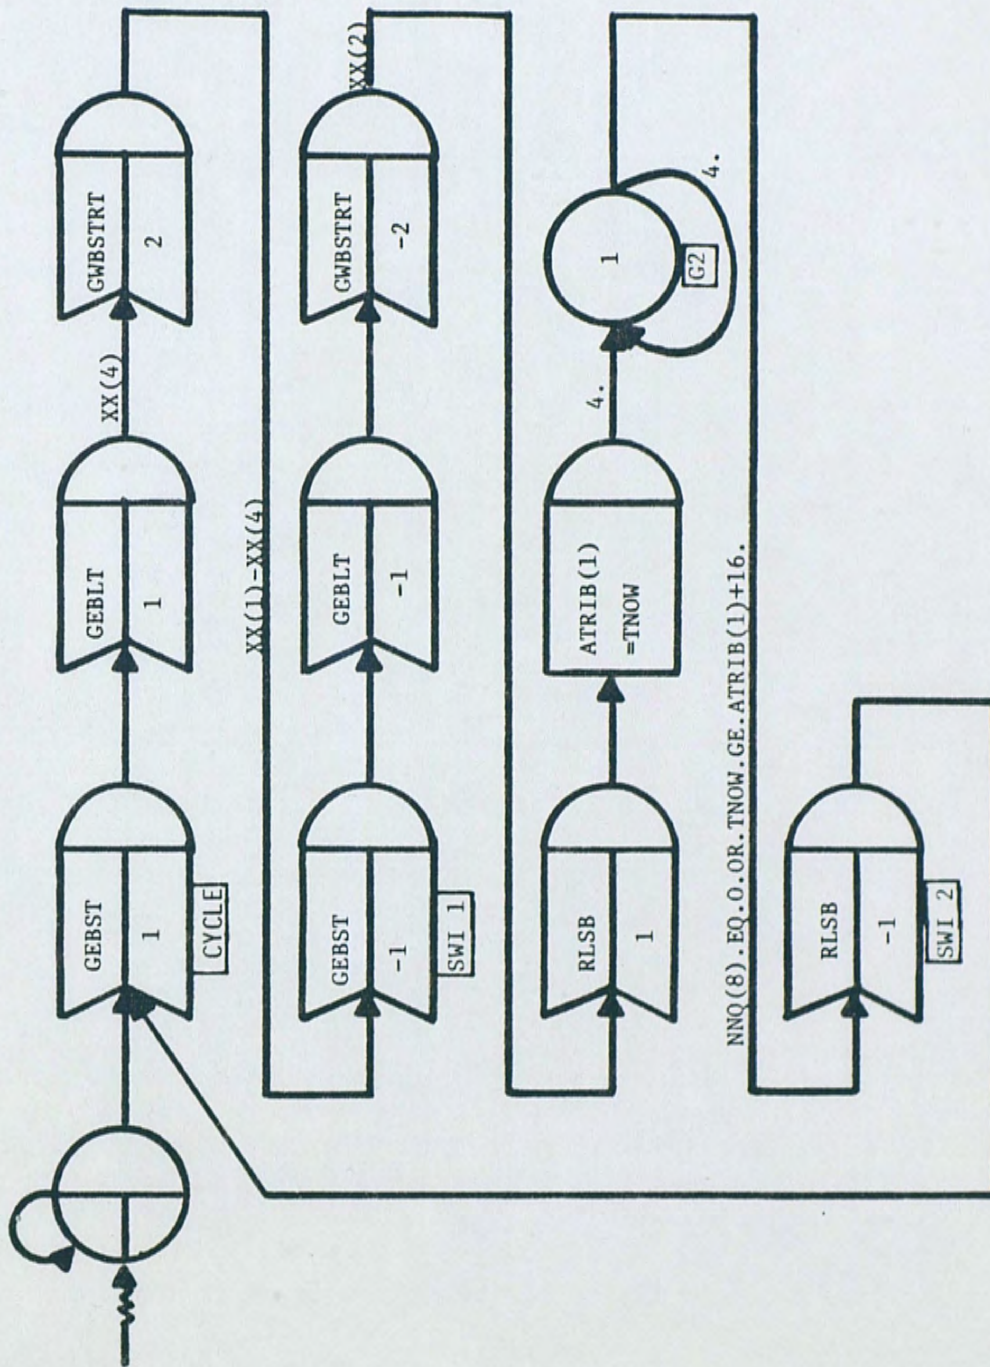 GEBST
1
CYCLE
GEBLT
1
XX(4)
GWBSTRT
2
XX(1)-XX(4)
GEBST
-1
SWI 1
GEBLT
-1
GWBSTRT
-2
XX(2)
RLSB
1
ATRIB(1)
=TNOW
4.
1
G2
4.
NNQ(8).EQ.0.OR.TNOW.GE.ATRIB(1)+16.
RLSB
-1
SWI 2